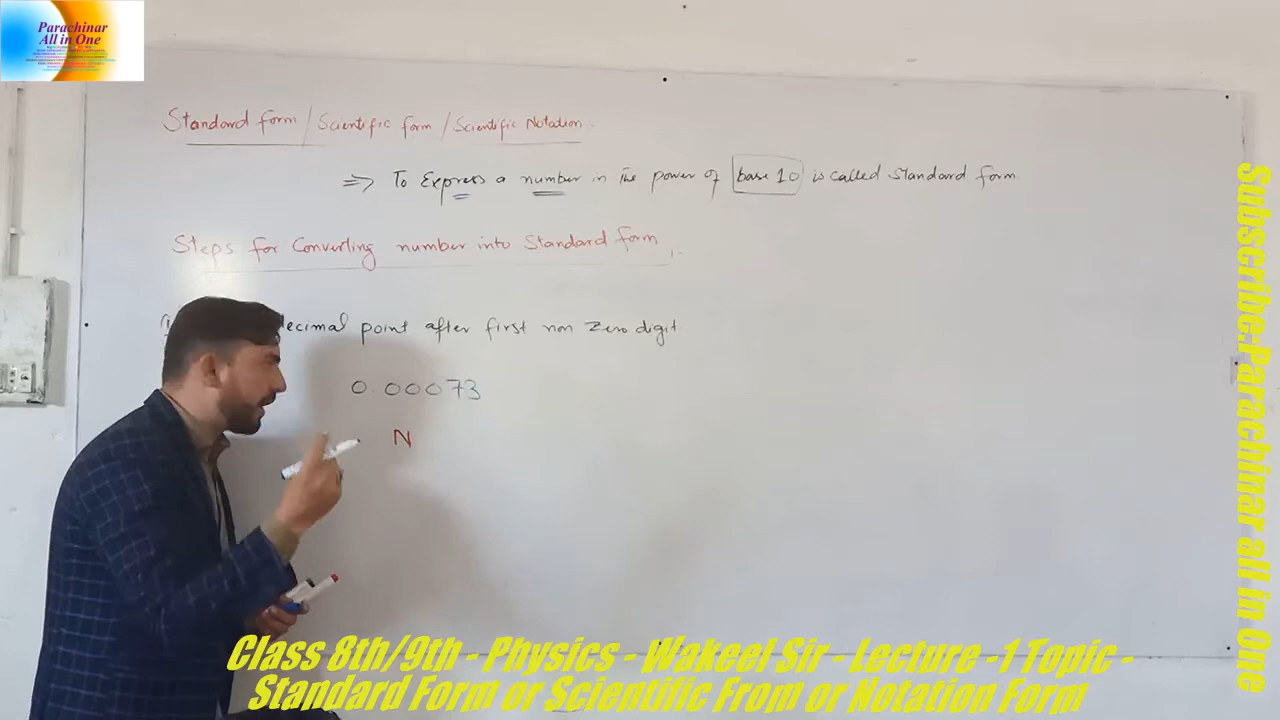 Parachinar
All in One
Standard form / Scientific form / Scientific Notation
⇒ To Express a number in the power of base 10 is called Standard form.
Steps for Converting number into Standard form
ecimal point after first non Zero digit
0.00073
N
Subscribe:Parachinar all in One
Class 8th/9th - Physics - Wakeel Sir - Lecture -1 Topic -
Standard Form or Scientific From or Notation Form